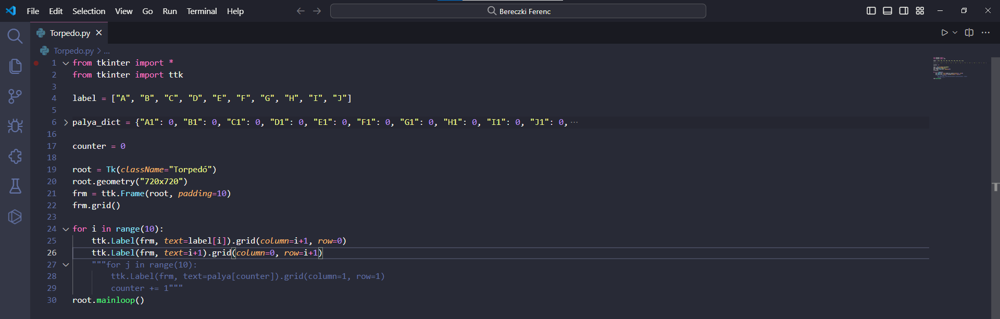 File Edit Selection View Go Run Terminal Help
Bereczki Ferenc
Torpedo.py
Torpedo.py > ...
1 from tkinter import *
2 from tkinter import ttk
3
4 label = ["A", "B", "C", "D", "E", "F", "G", "H", "I", "J"]
5
6 palya_dict = {"A1": 0, "B1": 0, "C1": 0, "D1": 0, "E1": 0, "F1": 0, "G1": 0, "H1": 0, "I1": 0, "J1": 0, ...
16
17 counter = 0
18
19 root = Tk(className="Torpedó")
20 root.geometry("720x720")
21 frm = ttk.Frame(root, padding=10)
22 frm.grid()
23
24 for i in range(10):
25     ttk.Label(frm, text=label[i]).grid(column=i+1, row=0)
26     ttk.Label(frm, text=i+1).grid(column=0, row=i+1)
27     """for j in range(10):
28         ttk.Label(frm, text=palya[counter]).grid(column=1, row=1)
29         counter += 1"""
30 root.mainloop()